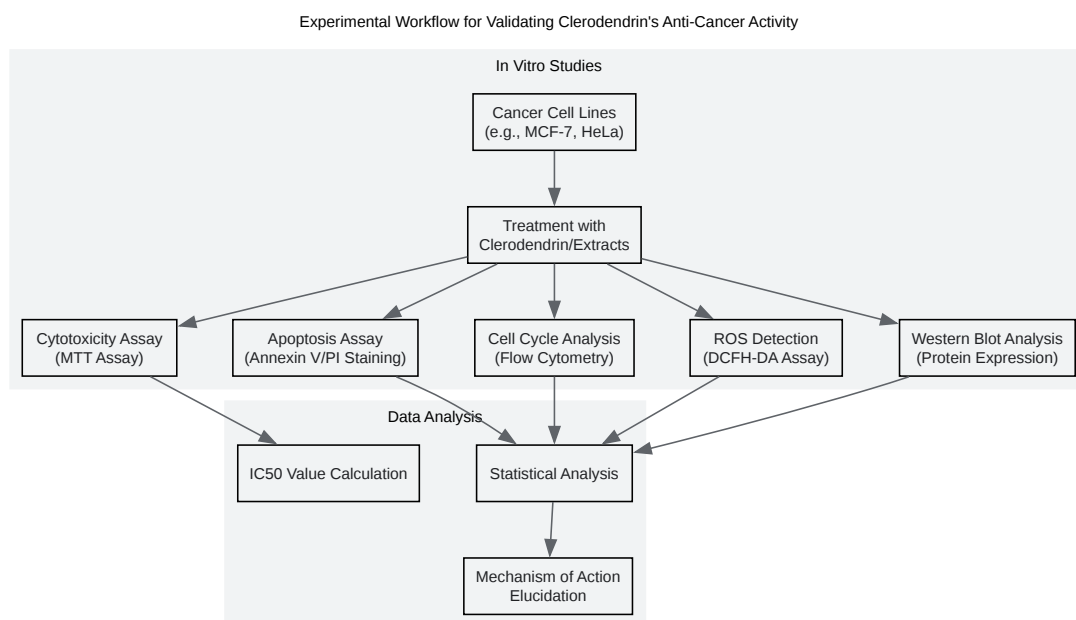 Experimental Workflow for Validating Clerodendrin's Anti-Cancer Activity
In Vitro Studies
Cancer Cell Lines
(e.g., MCF-7, HeLa)
Treatment with
Clerodendrin/Extracts
Cytotoxicity Assay
(MTT Assay)
Apoptosis Assay
(Annexin V/PI Staining)
Cell Cycle Analysis
(Flow Cytometry)
ROS Detection
(DCFH-DA Assay)
Western Blot Analysis
(Protein Expression)
Data Analysis
IC50 Value Calculation
Statistical Analysis
Mechanism of Action
Elucidation